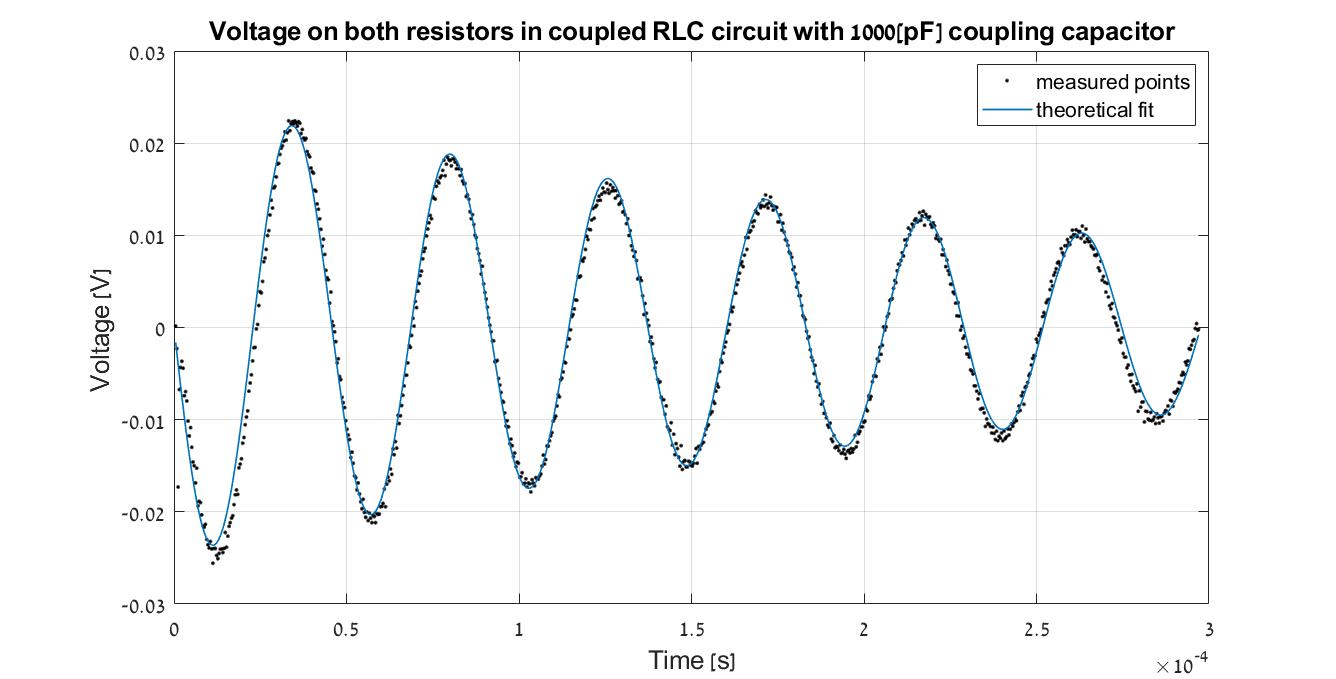 Voltage on both resistors in coupled RLC circuit with 1000[pF] coupling capacitor
measured points
theoretical fit
0.03
0.02
0.01
0
-0.01
-0.02
-0.03
Voltage [V]
0 0.5 1 1.5 2 2.5 3
Time [s]
×10⁻⁴